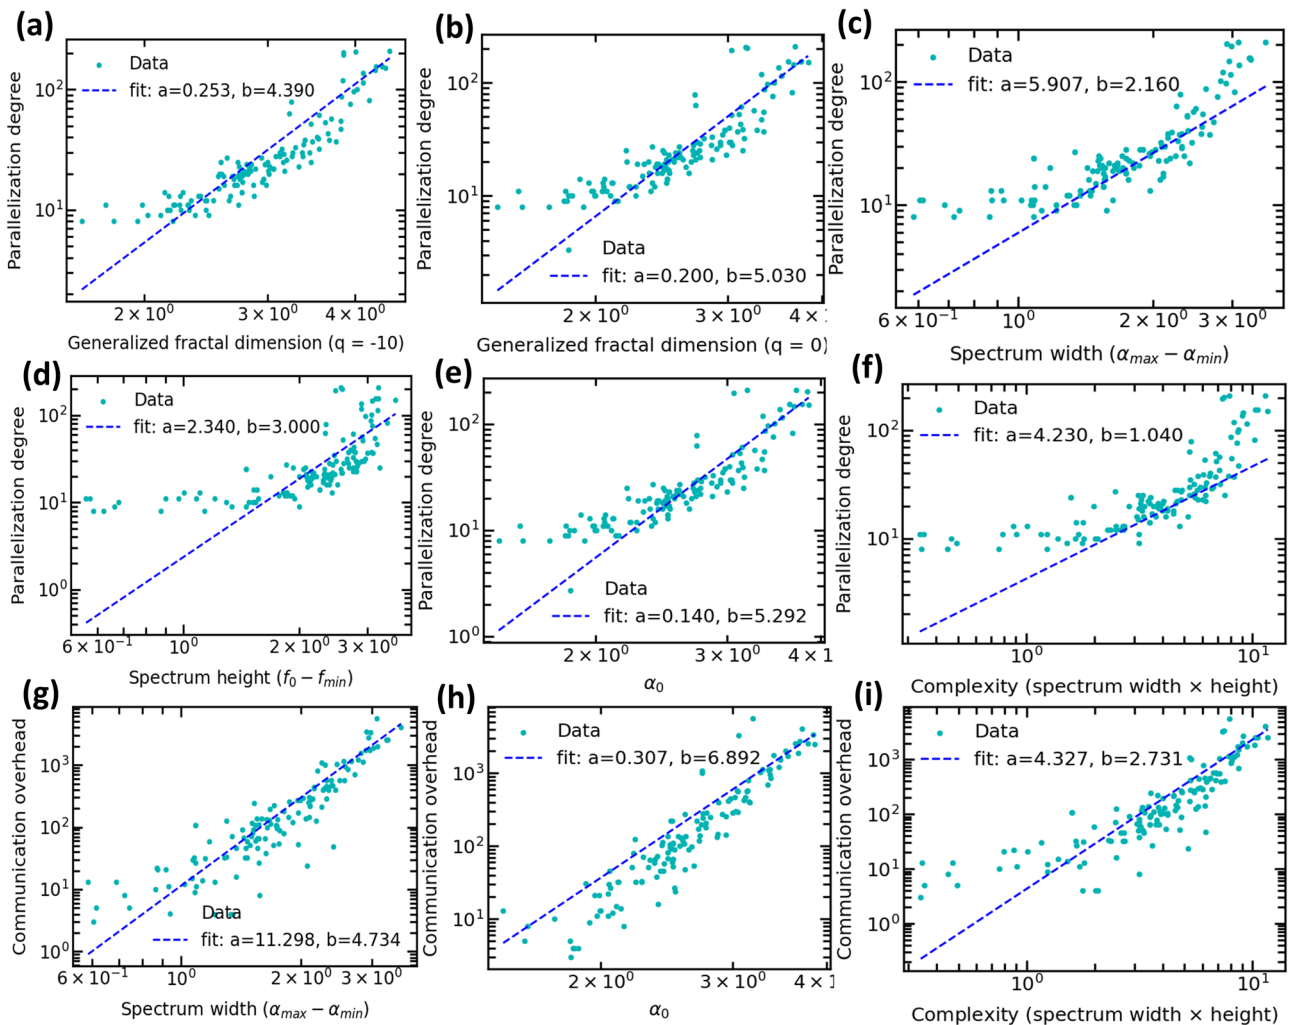 (a)
Parallelization degree
10^2
10^1
Data
fit: a=0.253, b=4.390
2 × 10^0
3 × 10^0
4 × 10^0
Generalized fractal dimension (q = -10)
(b)
Parallelization degree
10^2
10^1
Data
fit: a=0.200, b=5.030
2 × 10^0
3 × 10^0
4 ×
Generalized fractal dimension (q = 0)
(c)
Parallelization degree
10^2
10^1
Data
fit: a=5.907, b=2.160
6 × 10^−1
10^0
2 × 10^0
3 × 10^0
Spectrum width (α_max − α_min)
(d)
Parallelization degree
10^2
10^1
10^0
Data
fit: a=2.340, b=3.000
6 × 10^−1
10^0
2 × 10^0
3 × 10^0
Spectrum height (f_0 − f_min)
(e)
Parallelization degree
10^2
10^1
10^0
Data
fit: a=0.140, b=5.292
2 × 10^0
3 × 10^0
4 × 1
α_0
(f)
Parallelization degree
10^2
10^1
Data
fit: a=4.230, b=1.040
10^0
10^1
Complexity (spectrum width × height)
(g)
Communication overhead
10^3
10^2
10^1
10^0
Data
fit: a=11.298, b=4.734
6 × 10^−1
10^0
2 × 10^0
3 × 10^0
Spectrum width (α_max − α_min)
(h)
Communication overhead
10^3
10^2
10^1
Data
fit: a=0.307, b=6.892
2 × 10^0
3 × 10^0
4 × 1
α_0
(i)
Communication overhead
10^3
10^2
10^1
10^0
Data
fit: a=4.327, b=2.731
10^0
10^1
Complexity (spectrum width × height)